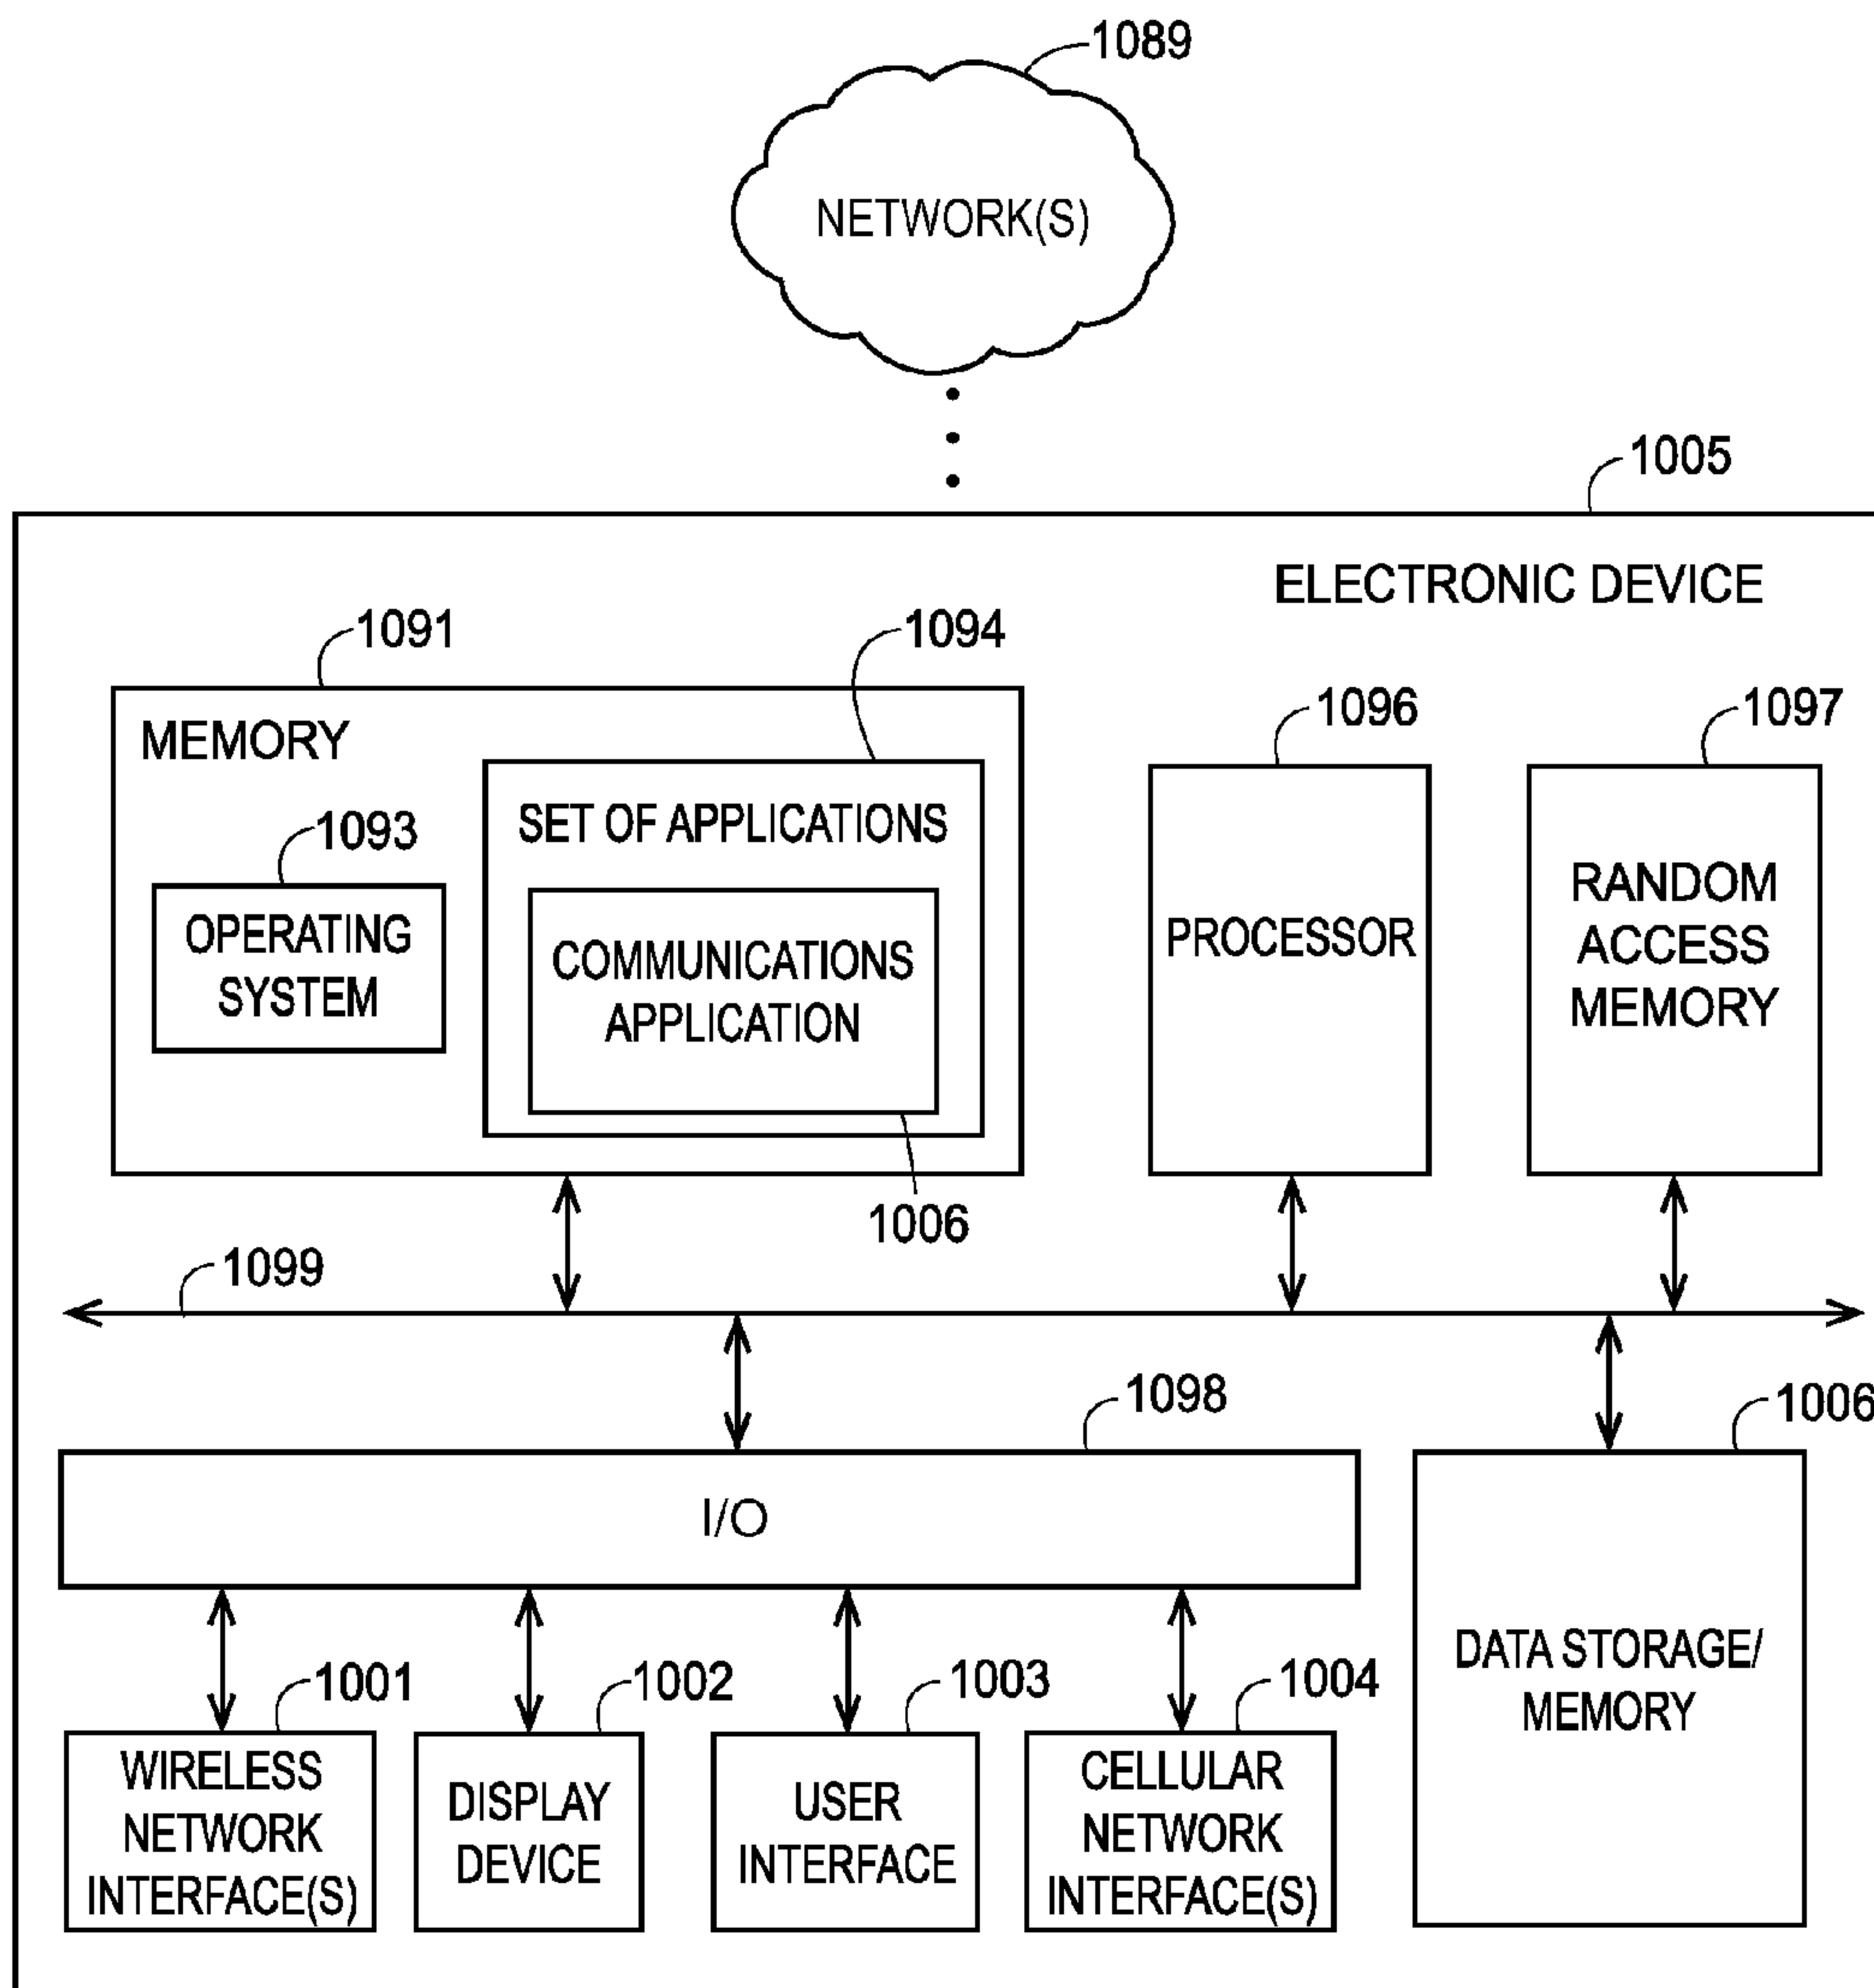 1089
NETWORK(S)
1005
ELECTRONIC DEVICE
1091
1094
MEMORY
1096
1097
SET OF APPLICATIONS
1093
OPERATING
SYSTEM
COMMUNICATIONS
APPLICATION
PROCESSOR
RANDOM
ACCESS
MEMORY
1006
1099
1098
1006
I/O
DATA STORAGE/
MEMORY
1001
1002
1003
1004
WIRELESS
NETWORK
INTERFACE(S)
DISPLAY
DEVICE
USER
INTERFACE
CELLULAR
NETWORK
INTERFACE(S)